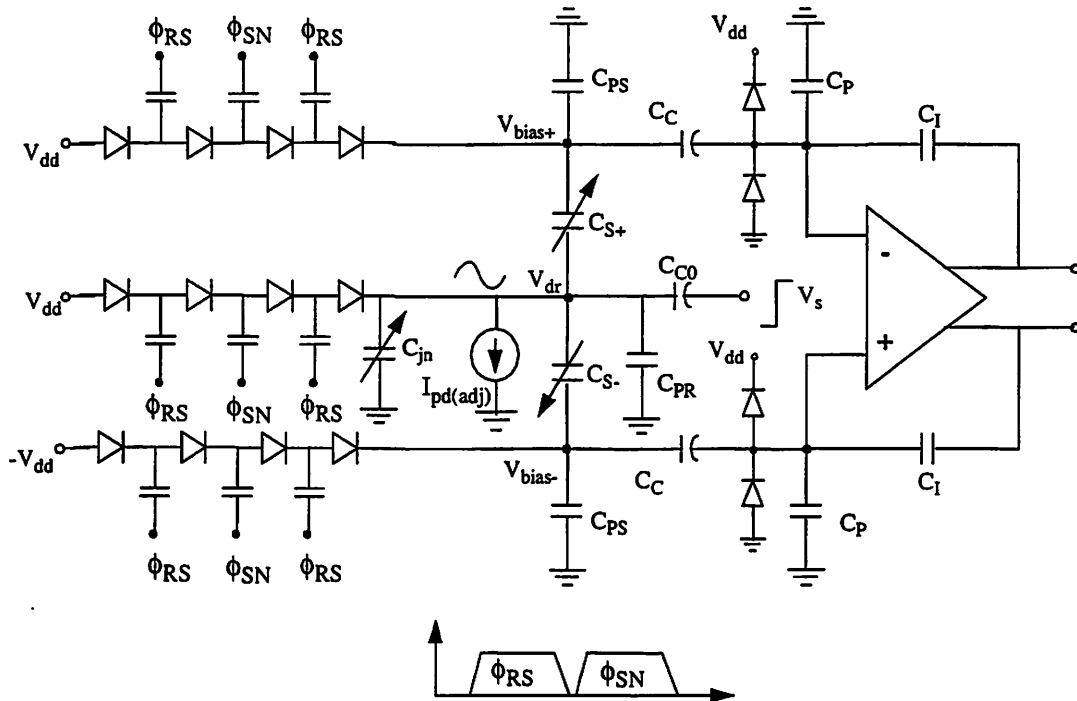 ϕRS ϕSN ϕRS
Vdd
CPS
Vdd
CP
Vbias+
CC
CI
CS+
-
Vdd
Vdr
CC0
Vs
Cjn
Ipd(adj)
CS-
CPR
Vdd
+
ϕRS ϕSN ϕRS
-Vdd
Vbias-
CC
CI
CPS
CP
ϕRS ϕSN ϕRS
ϕRS ϕSN